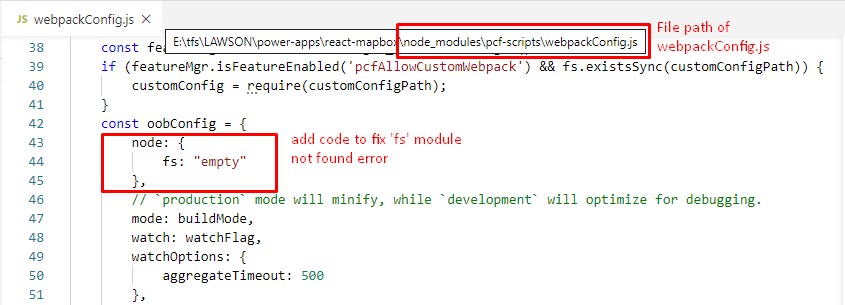 JS webpackConfig.js ×
E:\tfs\LAWSON\power-apps\react-mapbox\node_modules\pcf-scripts\webpackConfig.js
File path of
webpackConfig.js
38 const fea
39 if (featureMgr.isFeatureEnabled('pcfAllowCustomWebpack') && fs.existsSync(customConfigPath)) {
40 customConfig = require(customConfigPath);
41 }
42 const oobConfig = {
43 node: {
44 fs: "empty"
45 },
add code to fix 'fs' module
not found error
46 // `production` mode will minify, while `development` will optimize for debugging.
47 mode: buildMode,
48 watch: watchFlag,
49 watchOptions: {
50 aggregateTimeout: 500
51 },